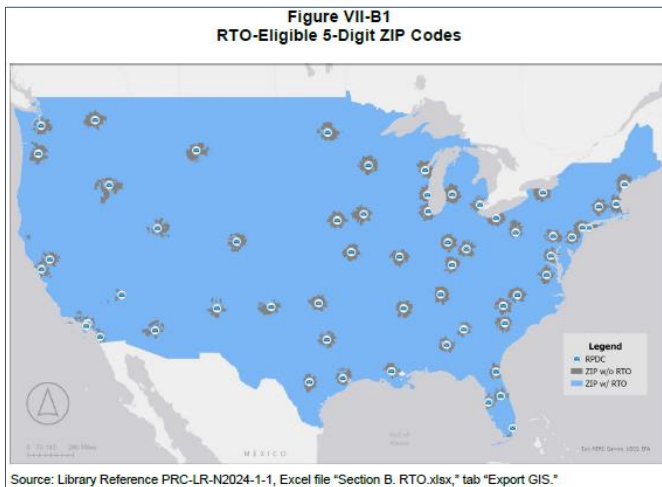 Figure VII-B1
RTO-Eligible 5-Digit ZIP Codes
Legend
RPDC
ZIP w/o RTO
ZIP w/ RTO
MÉXICO
Source: Library Reference PRC-LR-N2024-1-1, Excel file “Section B. RTO.xlsx,” tab “Export GIS.”